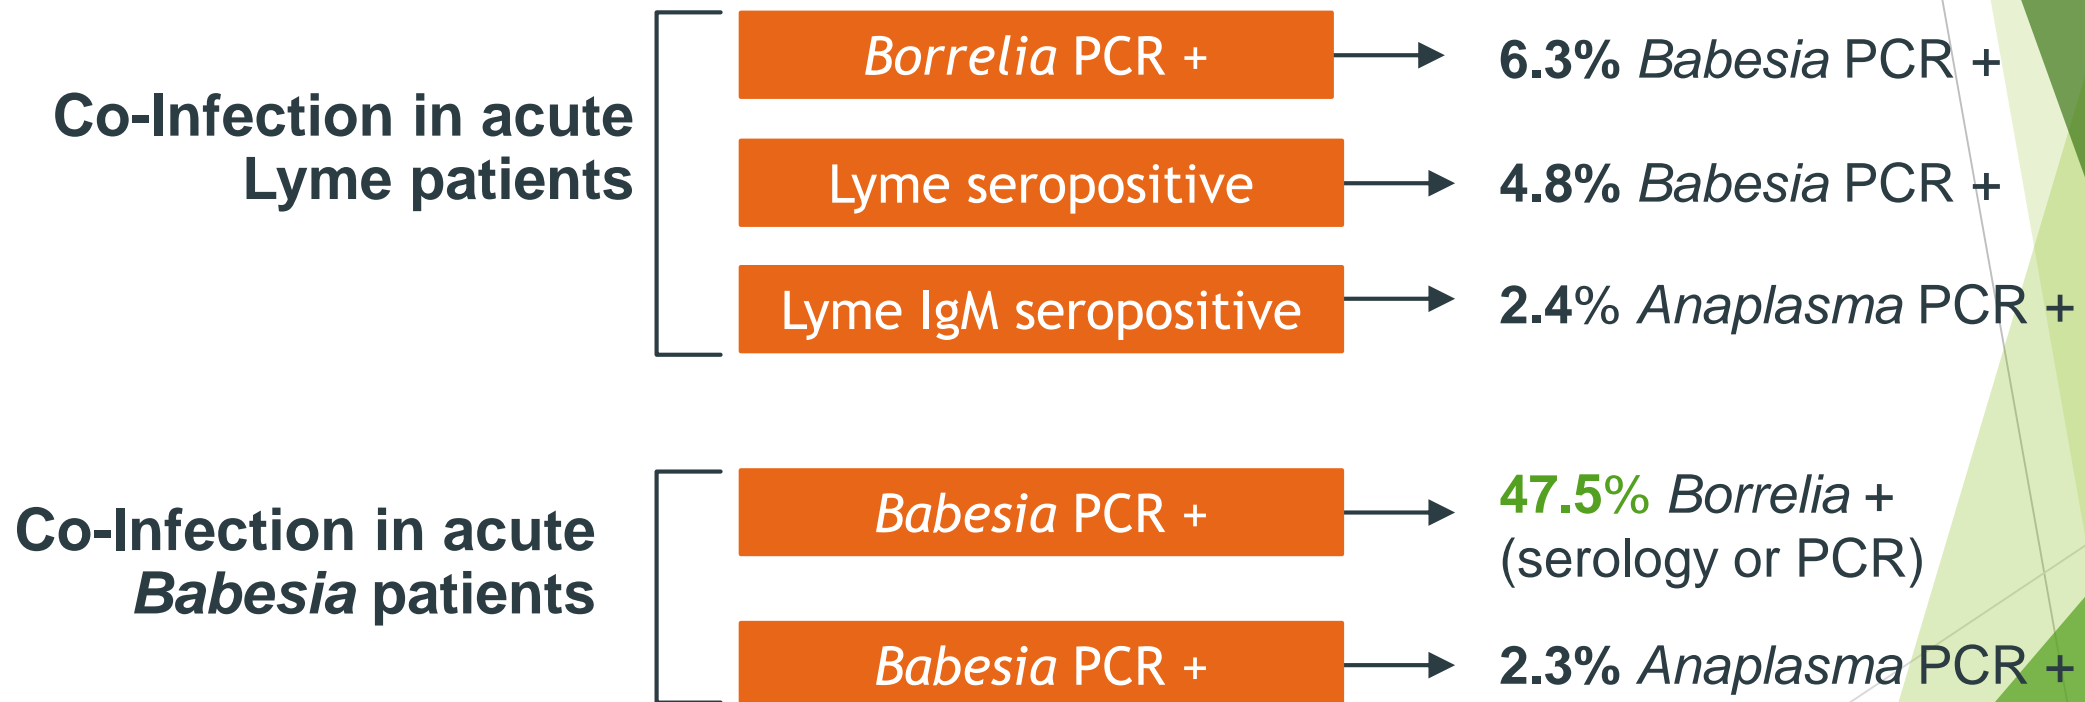 Co-Infection in acute
Lyme patients
Borrelia PCR +
6.3% Babesia PCR +
Lyme seropositive
4.8% Babesia PCR +
Lyme IgM seropositive
2.4% Anaplasma PCR +
Co-Infection in acute
Babesia patients
Babesia PCR +
47.5% Borrelia +
(serology or PCR)
Babesia PCR +
2.3% Anaplasma PCR +